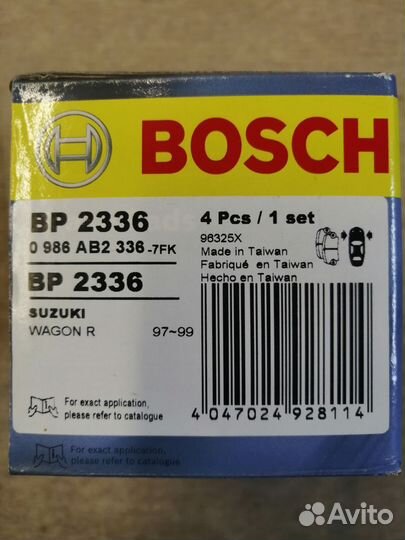 BOSCH
BP 2336
0 986 AB2 336 -7FK
BP 2336
SUZUKI
WAGON R 97~99
4 Pcs / 1 set
96325X
Made in Taiwan
Fabriqué en Taiwan
Hecho en Taiwan
For exact application,
please refer to catalogue
4 047024 928114
For exact application,
please refer to catalogue
Avito